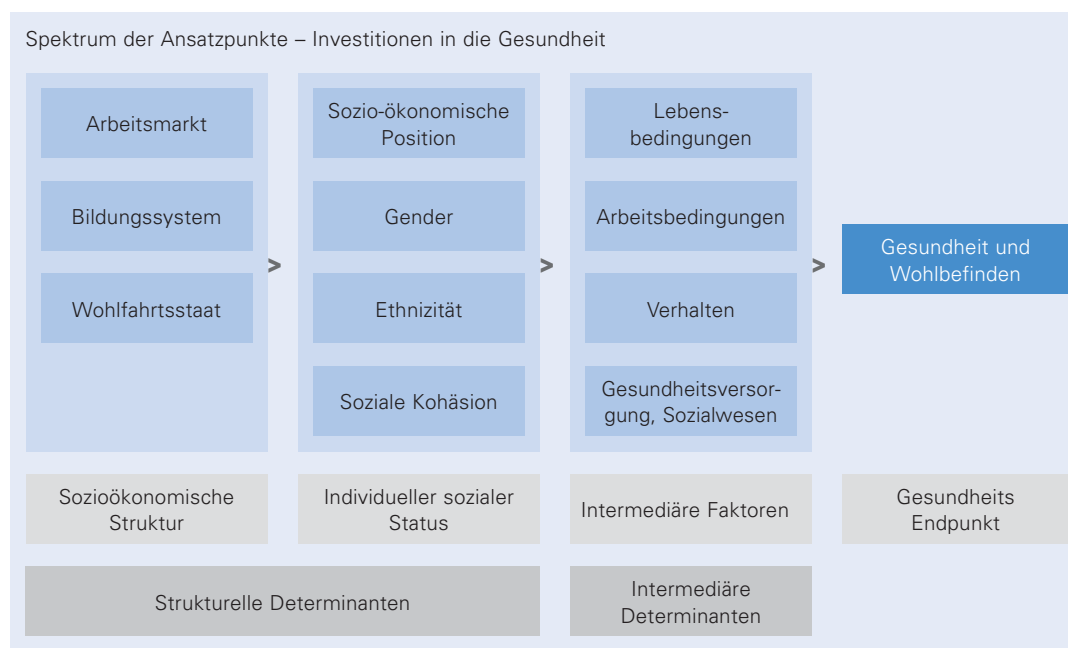 Spektrum der Ansatzpunkte – Investitionen in die Gesundheit
Arbeitsmarkt
Bildungssystem
Wohlfahrtsstaat
>
Sozio-ökonomische
Position
Gender
Ethnizität
Soziale Kohäsion
>
Lebens-
bedingungen
Arbeitsbedingungen
Verhalten
Gesundheitsversor-
gung, Sozialwesen
>
Gesundheit und
Wohlbefinden
Sozioökonomische
Struktur
Individueller sozialer
Status
Intermediäre Faktoren
Gesundheits
Endpunkt
Strukturelle Determinanten
Intermediäre
Determinanten